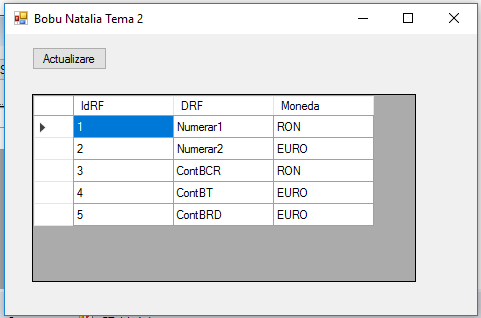 Bobu Natalia Tema 2
Actualizare
IdRF DRF Moneda
1 Numerar1 RON
2 Numerar2 EURO
3 ContBCR RON
4 ContBT EURO
5 ContBRD EURO